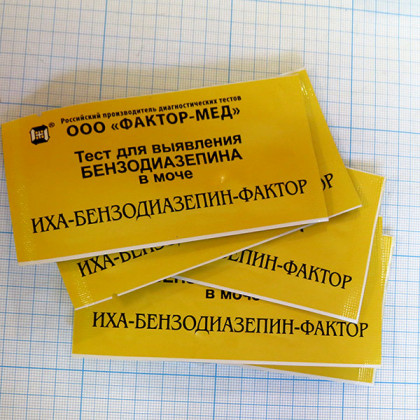 Российский производитель диагностических тестов
® ООО «ФАКТОР-МЕД»
Тест для выявления
БЕНЗОДИАЗЕПИНА
в моче
ИХА-БЕНЗОДИАЗЕПИН-ФАКТОР
ИХА-БЕНЗОДИАЗЕПИН-ФАКТОР
в моче
ИХА-БЕНЗОДИАЗЕПИН-ФАКТОР